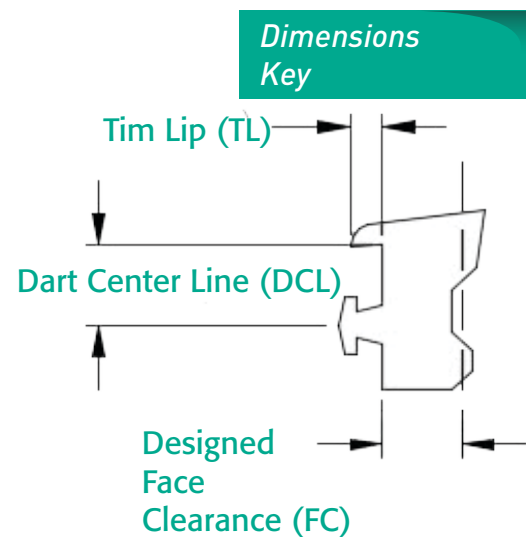 Dimensions
Key
Tim Lip (TL)
Dart Center Line (DCL)
Designed
Face
Clearance (FC)